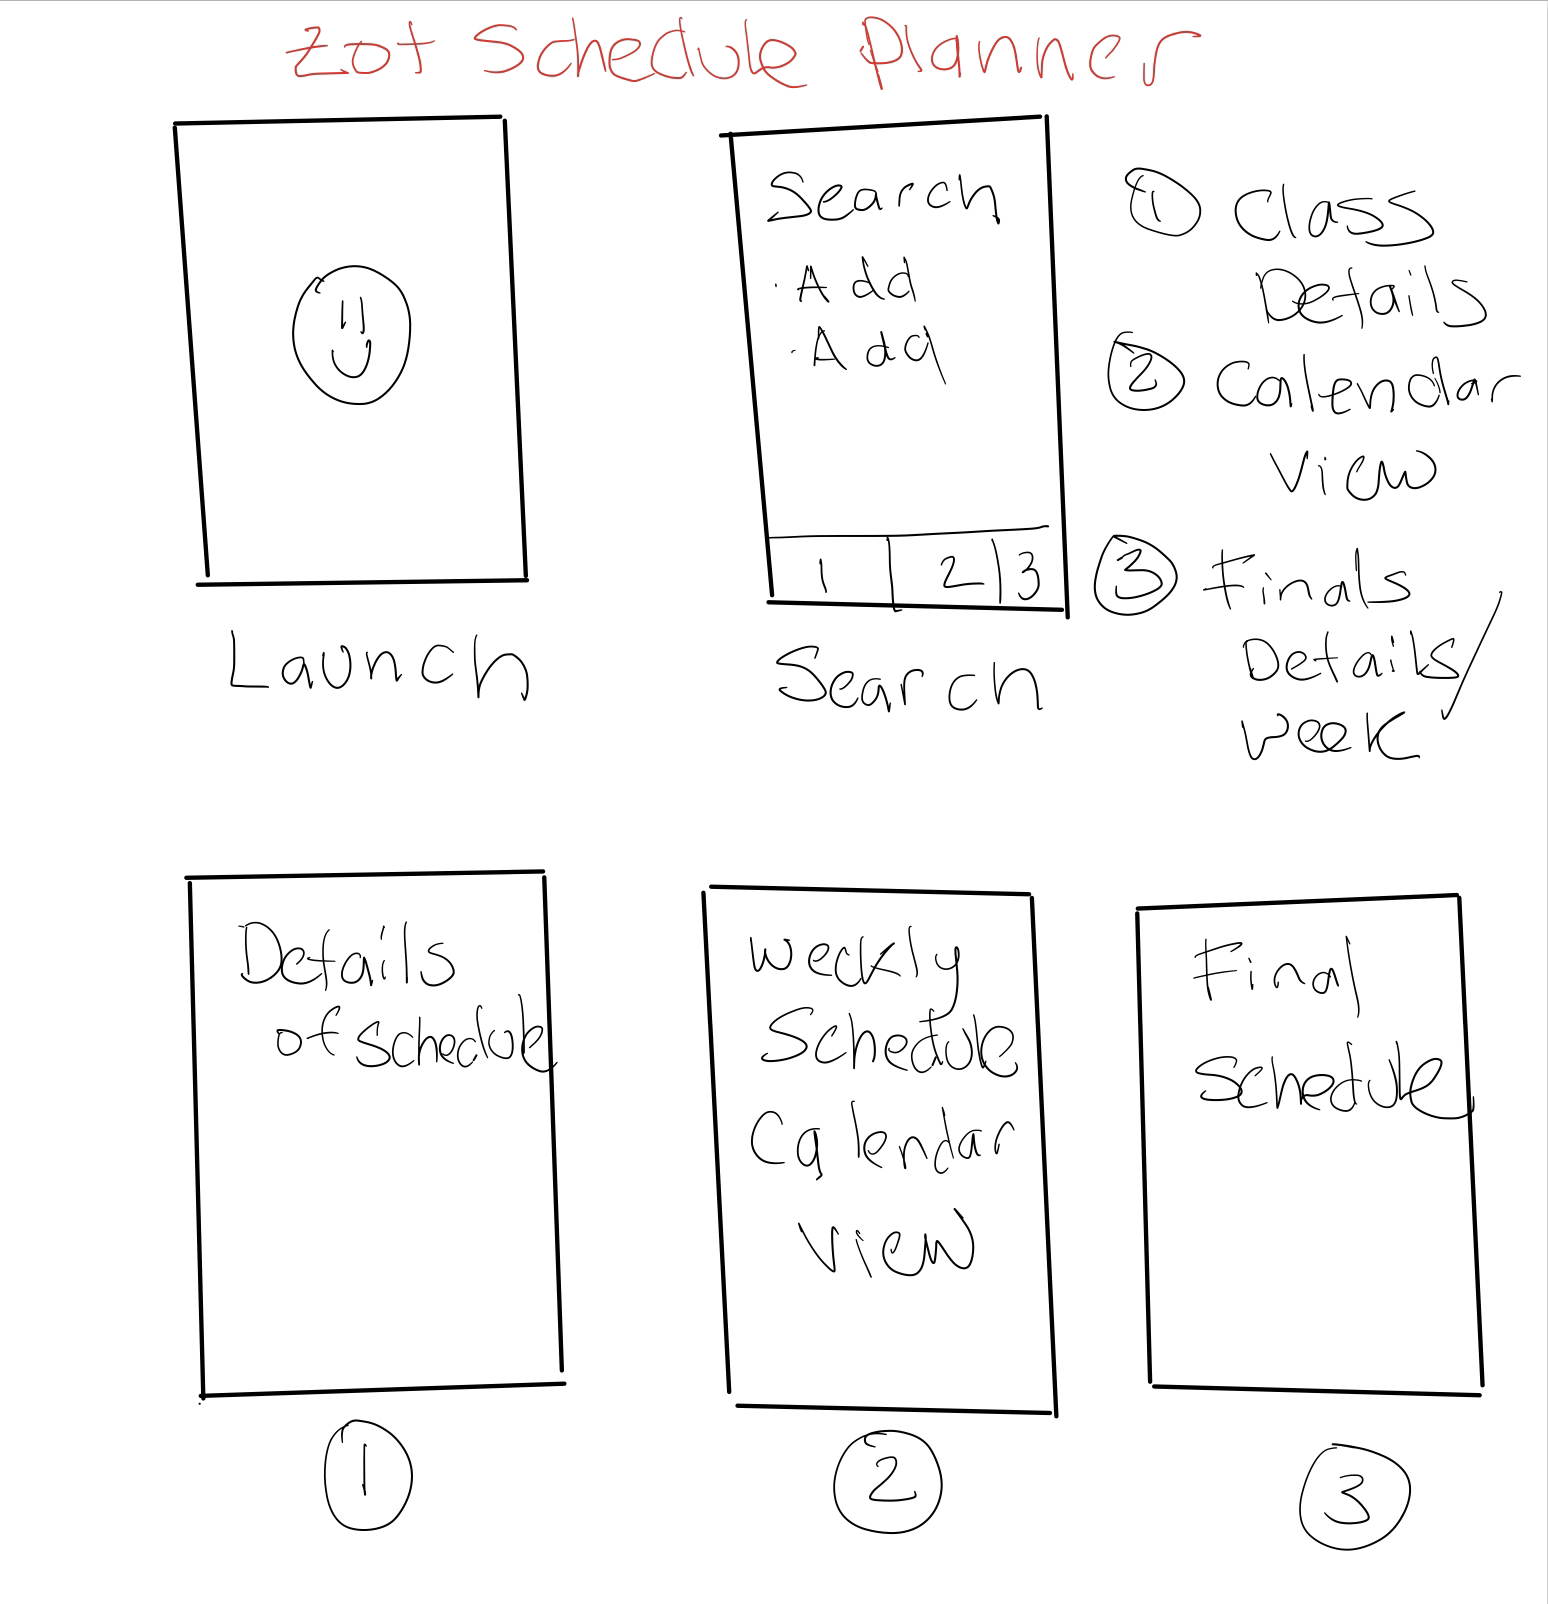 Zot Schedule Planner
Search
· Add
· Add
1 2 3
Launch
Search
① Class
Details
② Calendar
View
③ Finals
Details/
week
Details
of schedule
Weekly
Schedule
Calendar
View
Final
Schedule
①
②
③